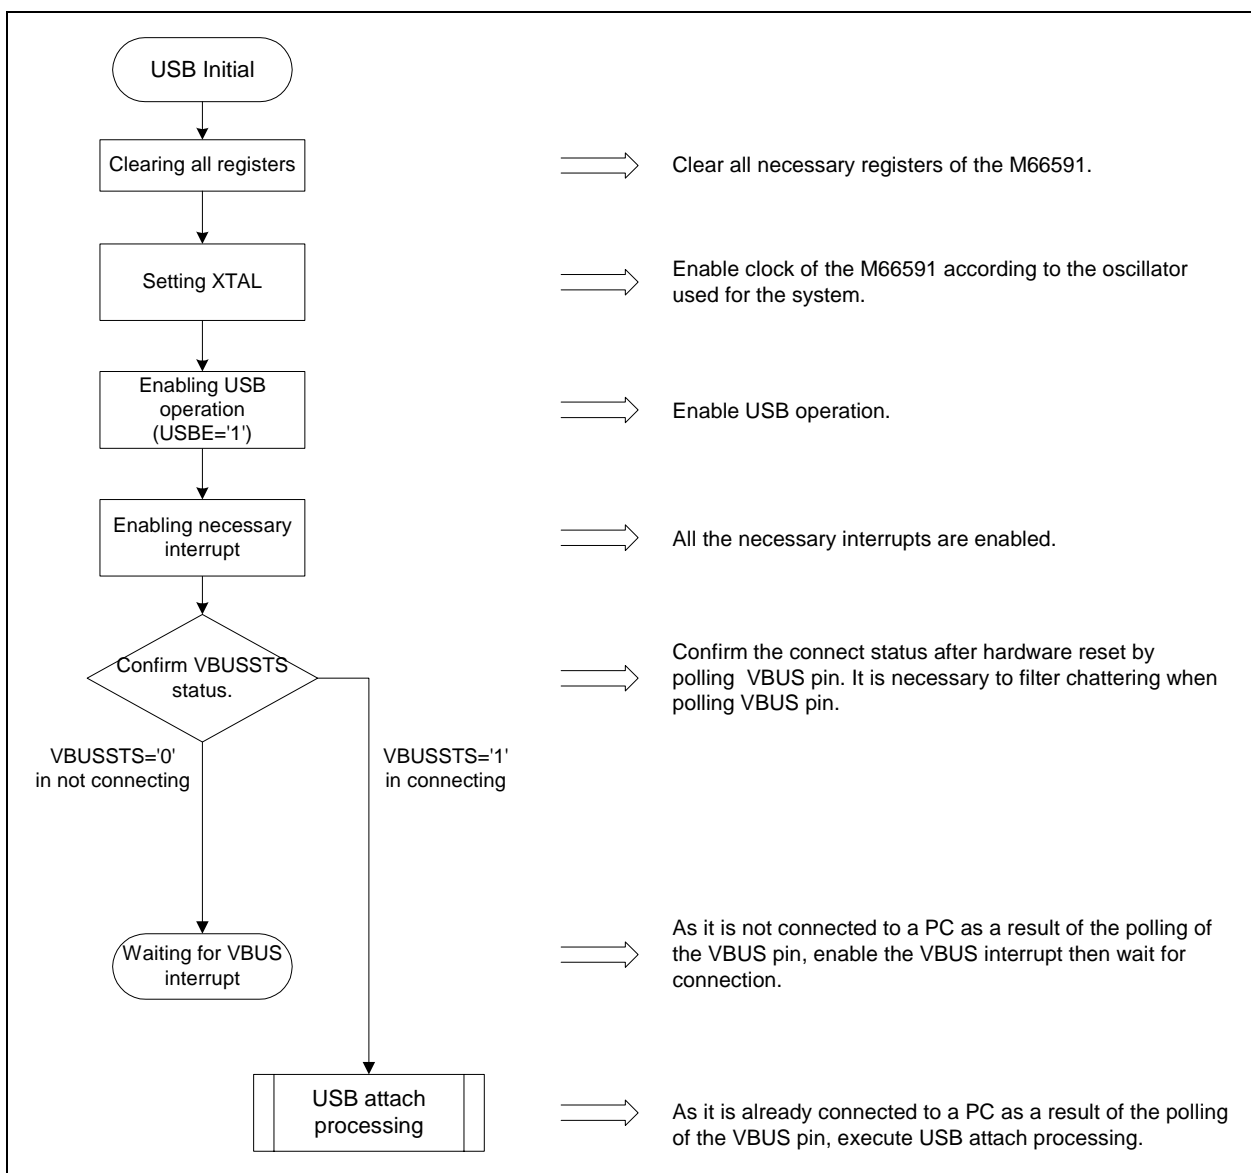 USB Initial
Clearing all registers
Clear all necessary registers of the M66591.
Setting XTAL
Enable clock of the M66591 according to the oscillator
used for the system.
Enabling USB
operation
(USBE='1')
Enable USB operation.
Enabling necessary
interrupt
All the necessary interrupts are enabled.
Confirm VBUSSTS
status.
Confirm the connect status after hardware reset by
polling  VBUS pin. It is necessary to filter chattering when
polling VBUS pin.
VBUSSTS='0'
in not connecting
VBUSSTS='1'
in connecting
Waiting for VBUS
interrupt
As it is not connected to a PC as a result of the polling of
the VBUS pin, enable the VBUS interrupt then wait for
connection.
USB attach
processing
As it is already connected to a PC as a result of the polling
of the VBUS pin, execute USB attach processing.